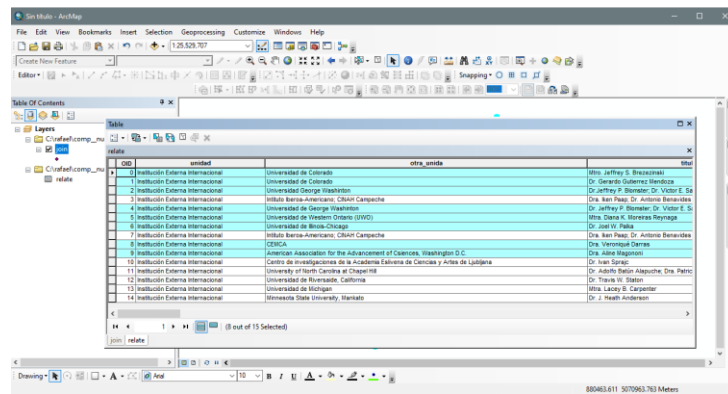 Sin título - ArcMap
File Edit View Bookmarks Insert Selection Geoprocessing Customize Windows Help
1:25,529,707
Create New Feature
Editor Snapping
Table Of Contents
Layers
C:\rafael\comp_nu
join
C:\rafael\comp_nu
relate
Table
relate
OID unidad otra_unida titul
0 Institución Externa Internacional Universidad de Colorado Mtro. Jeffrey S. Brezezinski
1 Institución Externa Internacional Universidad de Colorado Dr. Gerardo Gutierrez Mendoza
2 Institución Externa Internacional Universidad George Washinton Dr.Jeffrey P. Blomster; Dr. Victor E. Sa
3 Institución Externa Internacional Intituto Iberoa-Americano; CINAH Campeche Dra. Iken Paap; Dr. Antonio Benavides
4 Institución Externa Internacional Universidad de George Washinton Dr. Jeffrey P. Blomster; Dr. Victor E. Sa
5 Institución Externa Internacional Universidad de Western Ontario (UWO) Mtra. Diana K. Moreiras Reynaga
6 Institución Externa Internacional Universidad de Illinois-Chicago Dr. Joel W. Palka
7 Institución Externa Internacional Intituto Iberoa-Americano; CINAH Campeche Dra. Iken Paap; Dr. Antonio Benavides
8 Institución Externa Internacional CEMCA Dra. Veroniqué Darras
9 Institución Externa Internacional American Association for the Advancement of Csiences, Washington D.C. Dra. Aline Magononi
10 Institución Externa Internacional Centro de investigaciones de la Academia Eslivena de Ciencias y Artes de Ljubljana Dr. Ivan Sprajc
11 Institución Externa Internacional University of North Carolina at Chapel Hill Dr. Adolfo Batún Alapuche; Dra. Patric
12 Institución Externa Internacional Universidad de Riversaide, California Dr. Travis W. Staton
13 Institución Externa Internacional Universidad de Michigan Mtra. Lacey B. Carpenter
14 Institución Externa Internacional Minnesota State University, Mankato Dr. J. Heath Anderson
1 (8 out of 15 Selected)
join relate
Drawing A Arial 10 B I U A
880463.611 5070963.763 Meters